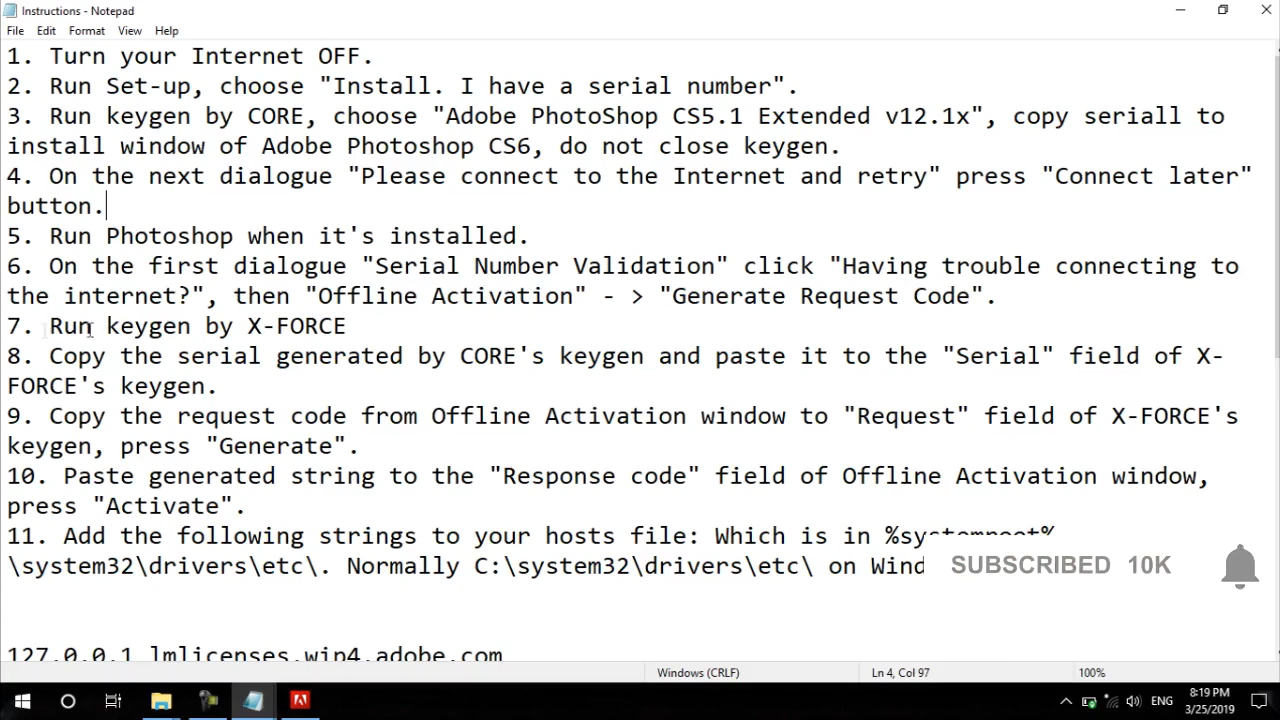 Instructions - Notepad
File Edit Format View Help
1. Turn your Internet OFF.
2. Run Set-up, choose "Install. I have a serial number".
3. Run keygen by CORE, choose "Adobe PhotoShop CS5.1 Extended v12.1x", copy seriall to
install window of Adobe Photoshop CS6, do not close keygen.
4. On the next dialogue "Please connect to the Internet and retry" press "Connect later"
button.
5. Run Photoshop when it's installed.
6. On the first dialogue "Serial Number Validation" click "Having trouble connecting to
the internet?", then "Offline Activation" - > "Generate Request Code".
7. Run keygen by X-FORCE
8. Copy the serial generated by CORE's keygen and paste it to the "Serial" field of X-
FORCE's keygen.
9. Copy the request code from Offline Activation window to "Request" field of X-FORCE's
keygen, press "Generate".
10. Paste generated string to the "Response code" field of Offline Activation window,
press "Activate".
11. Add the following strings to your hosts file: Which is in %systemroot%
\system32\drivers\etc\. Normally C:\system32\drivers\etc\ on Wind
SUBSCRIBED 10K
127.0.0.1 lmlicenses.wip4.adobe.com
Windows (CRLF) Ln 4, Col 97 100%
ENG
8:19 PM
3/25/2019